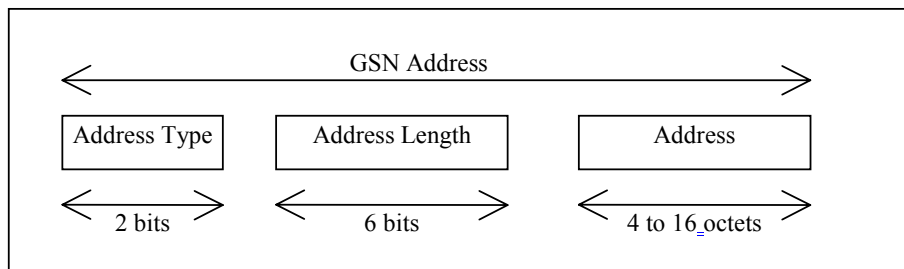 GSN Address
Address Type Address Length Address
2 bits 6 bits 4 to 16 octets